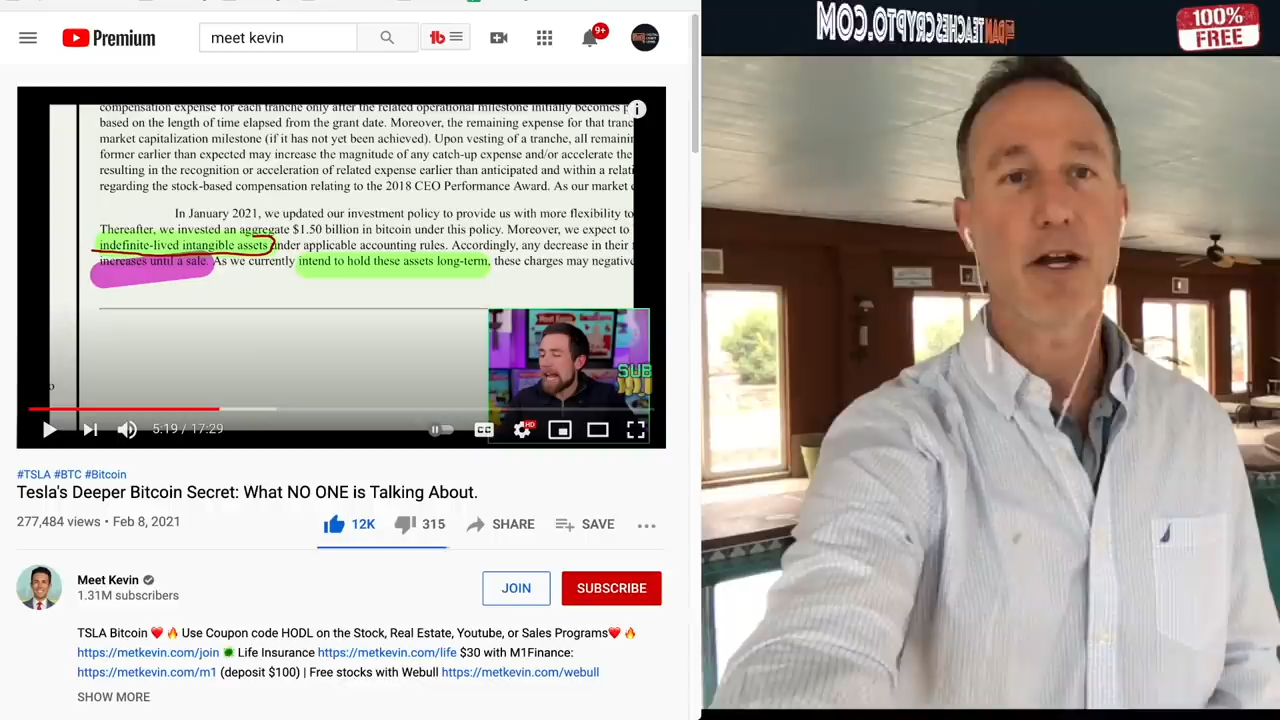 Premium
meet kevin
tb
9+
compensation expense for each tranche only after the related operational milestone initially becomes
based on the length of time elapsed from the grant date. Moreover, the remaining expense for that tranc
market capitalization milestone (if it has not yet been achieved). Upon vesting of a tranche, all remainin
former earlier than expected may increase the magnitude of any catch-up expense and/or accelerate the
resulting in the recognition or acceleration of related expense earlier than anticipated and within a relati
regarding the stock-based compensation relating to the 2018 CEO Performance Award. As our market
In January 2021, we updated our investment policy to provide us with more flexibility to
Thereafter, we invested an aggregate $1.50 billion in bitcoin under this policy. Moreover, we expect to
indefinite-lived intangible assets under applicable accounting rules. Accordingly, any decrease in their
increases until a sale. As we currently intend to hold these assets long-term, these charges may negative
SUB
5:19 / 17:29
CC
HD
#TSLA #BTC #Bitcoin
Tesla's Deeper Bitcoin Secret: What NO ONE is Talking About.
277,484 views • Feb 8, 2021
12K
315
SHARE
SAVE
Meet Kevin
1.31M subscribers
JOIN
SUBSCRIBE
TSLA Bitcoin ❤️ 🔥 Use Coupon code HODL on the Stock, Real Estate, Youtube, or Sales Programs❤️ 🔥
https://metkevin.com/join Life Insurance https://metkevin.com/life $30 with M1Finance:
https://metkevin.com/m1 (deposit $100) | Free stocks with Webull https://metkevin.com/webull
SHOW MORE
DANTEACHESCRYPTO.COM
100%
FREE